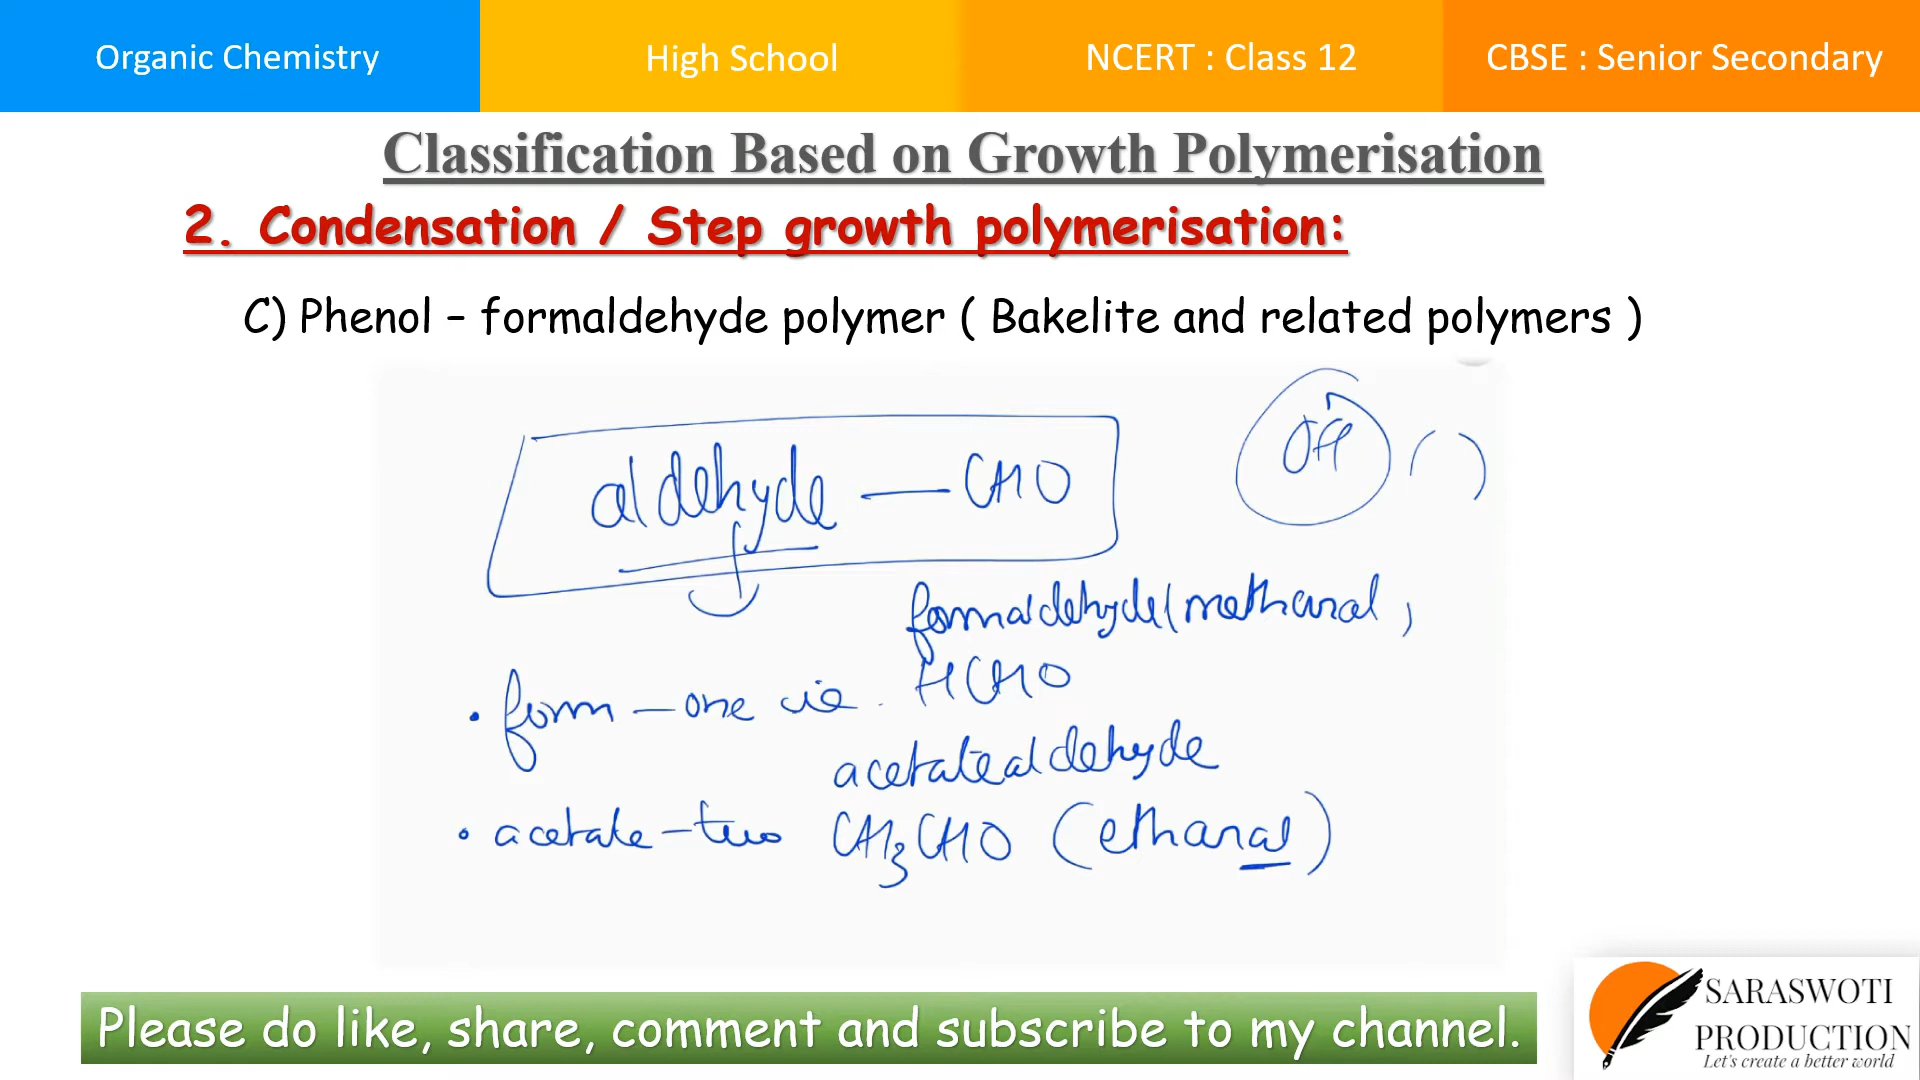 Organic Chemistry
High School
NCERT : Class 12
CBSE : Senior Secondary
Classification Based on Growth Polymerisation
2. Condensation / Step growth polymerisation:
C) Phenol – formaldehyde polymer ( Bakelite and related polymers )
aldehyde — CHO
formaldehyde (methanal)
• form — one ie. HCHO
acetatealdehyde
• acetate – two CH3CHO (ethanal)
Please do like, share, comment and subscribe to my channel.
SARASWOTI
PRODUCTION
Let's create a better world